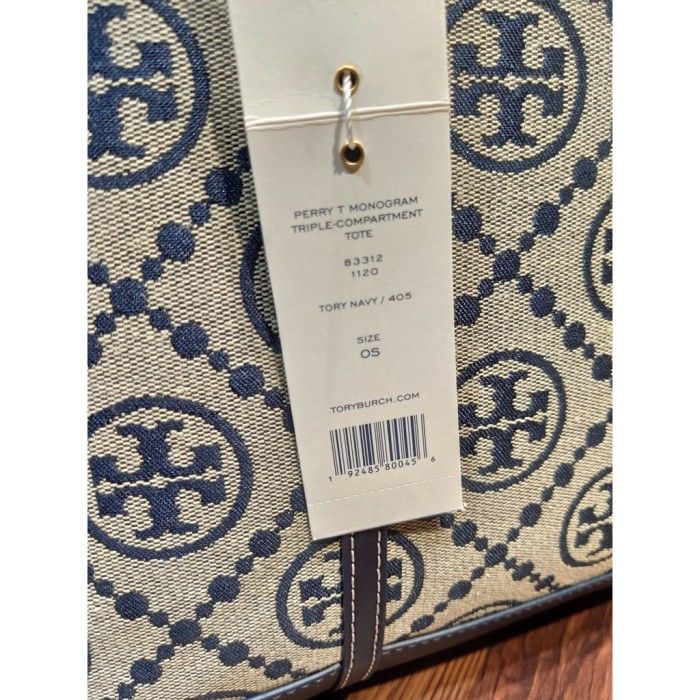 PERRY T MONOGRAM
TRIPLE-COMPARTMENT
TOTE
83312
1120
TORY NAVY / 405
SIZE
OS
TORYBURCH.COM
1 92485 80045 6